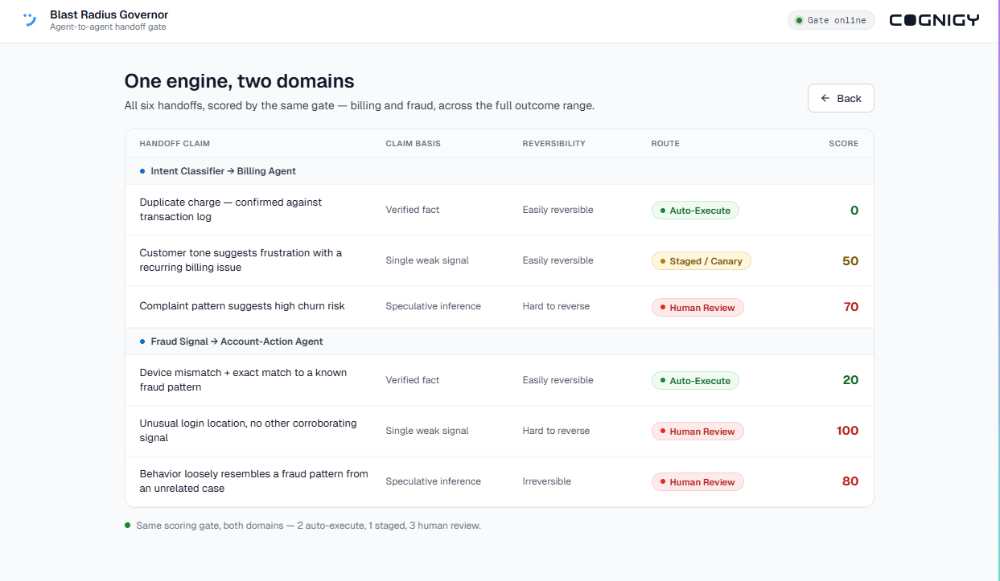 Blast Radius Governor
Agent-to-agent handoff gate
Gate online
COGNIGY
One engine, two domains
All six handoffs, scored by the same gate — billing and fraud, across the full outcome range.
← Back
HANDOFF CLAIM CLAIM BASIS REVERSIBILITY ROUTE SCORE
Intent Classifier → Billing Agent
Duplicate charge — confirmed against
transaction log
Verified fact
Easily reversible
Auto-Execute
0
Customer tone suggests frustration with a
recurring billing issue
Single weak signal
Easily reversible
Staged / Canary
50
Complaint pattern suggests high churn risk
Speculative inference
Hard to reverse
Human Review
70
Fraud Signal → Account-Action Agent
Device mismatch + exact match to a known
fraud pattern
Verified fact
Easily reversible
Auto-Execute
20
Unusual login location, no other corroborating
signal
Single weak signal
Hard to reverse
Human Review
100
Behavior loosely resembles a fraud pattern from
an unrelated case
Speculative inference
Irreversible
Human Review
80
Same scoring gate, both domains — 2 auto-execute, 1 staged, 3 human review.